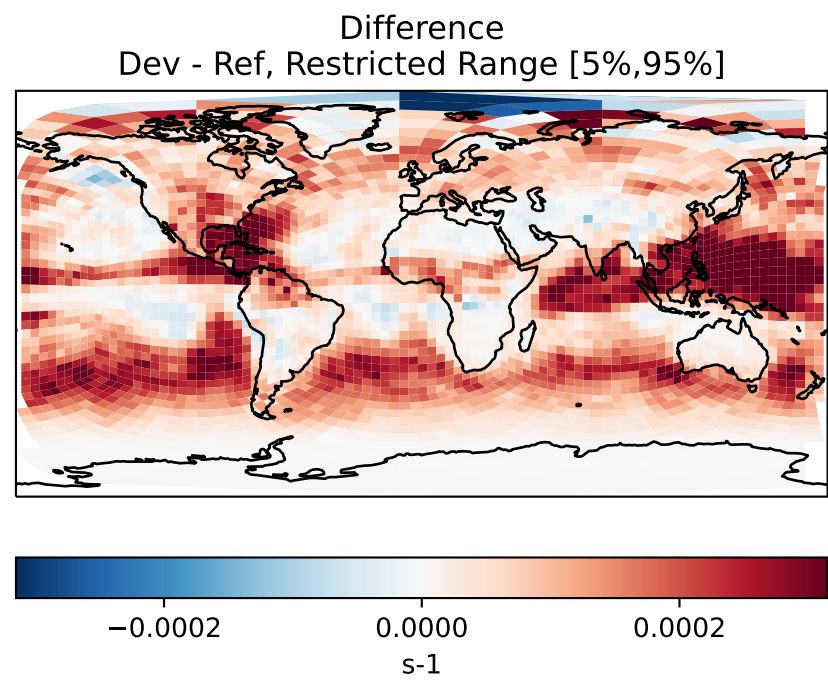 Difference
Dev - Ref, Restricted Range [5%,95%]
−0.0002 0.0000 0.0002
s-1